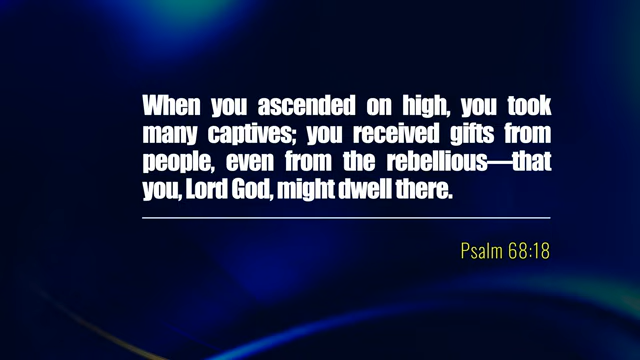 When you ascended on high, you took
many captives; you received gifts from
people, even from the rebellious—that
you, Lord God, might dwell there.
Psalm 68:18